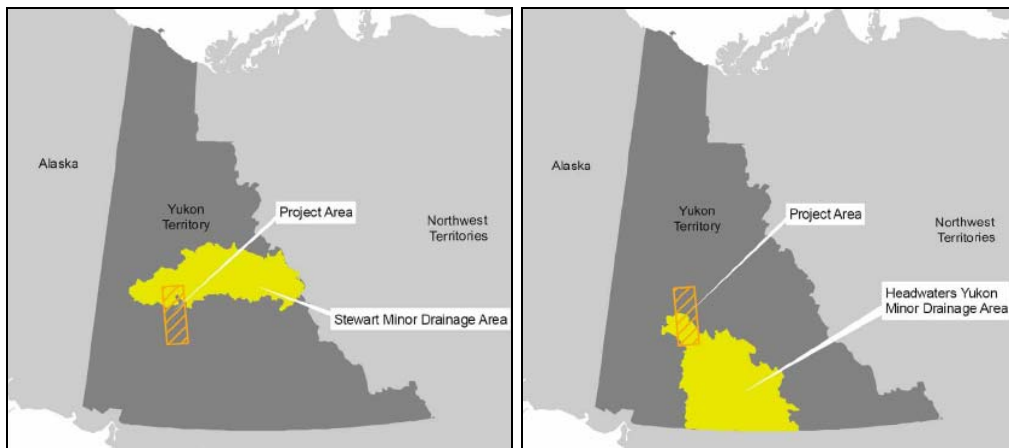 Alaska
Yukon
Territory
Project Area
Northwest
Territories
Stewart Minor Drainage Area
Alaska
Yukon
Territory
Project Area
Northwest
Territories
Headwaters Yukon
Minor Drainage Area